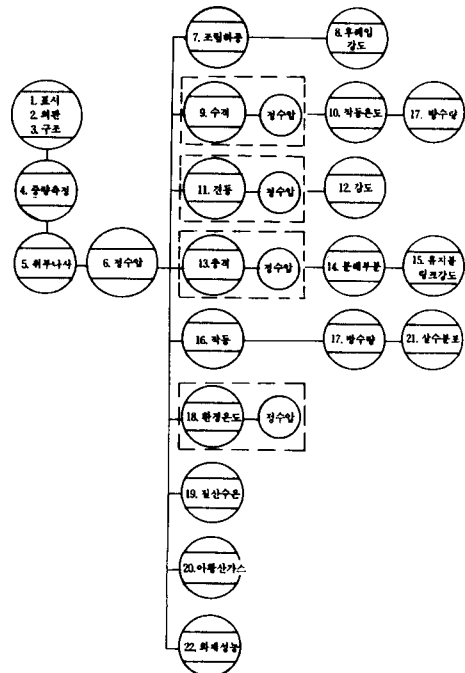 7. 조립하중
8. 후레임
강도
1. 표시
2. 외관
3. 구조
9. 수격
정수압
10. 작동온도
17. 방수량
4. 중량측정
11. 진동
정수압
12. 강도
5. 취부나사
6. 정수압
13. 충격
정수압
14. 분해부분
15. 퓨지블
링크강도
16. 작동
17. 방수량
21. 살수분포
18. 환경온도
정수압
19. 질산수은
20. 아황산가스
22. 화재성능